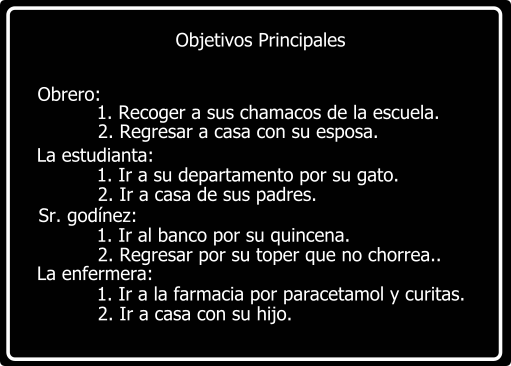 Objetivos Principales
Obrero:
1. Recoger a sus chamacos de la escuela.
2. Regresar a casa con su esposa.
La estudianta:
1. Ir a su departamento por su gato.
2. Ir a casa de sus padres.
Sr. godínez:
1. Ir al banco por su quincena.
2. Regresar por su toper que no chorrea..
La enfermera:
1. Ir a la farmacia por paracetamol y curitas.
2. Ir a casa con su hijo.